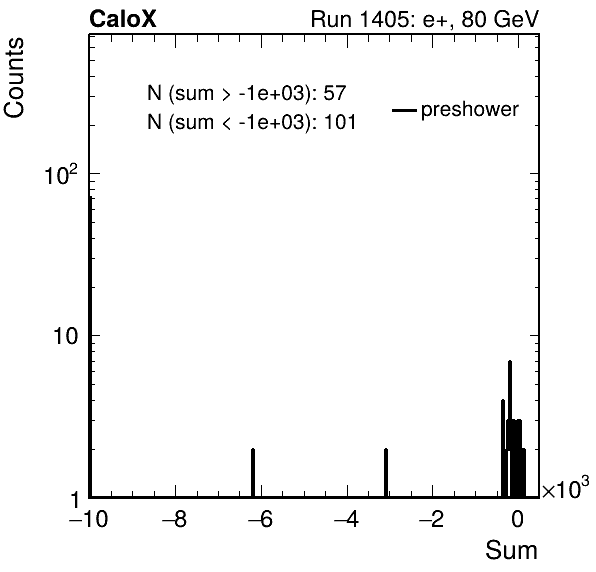 CaloX Run 1405: e+, 80 GeV
Counts
N (sum > -1e+03): 57
N (sum < -1e+03): 101
preshower
10²
10
1
−10 −8 −6 −4 −2 0 ×10³
Sum